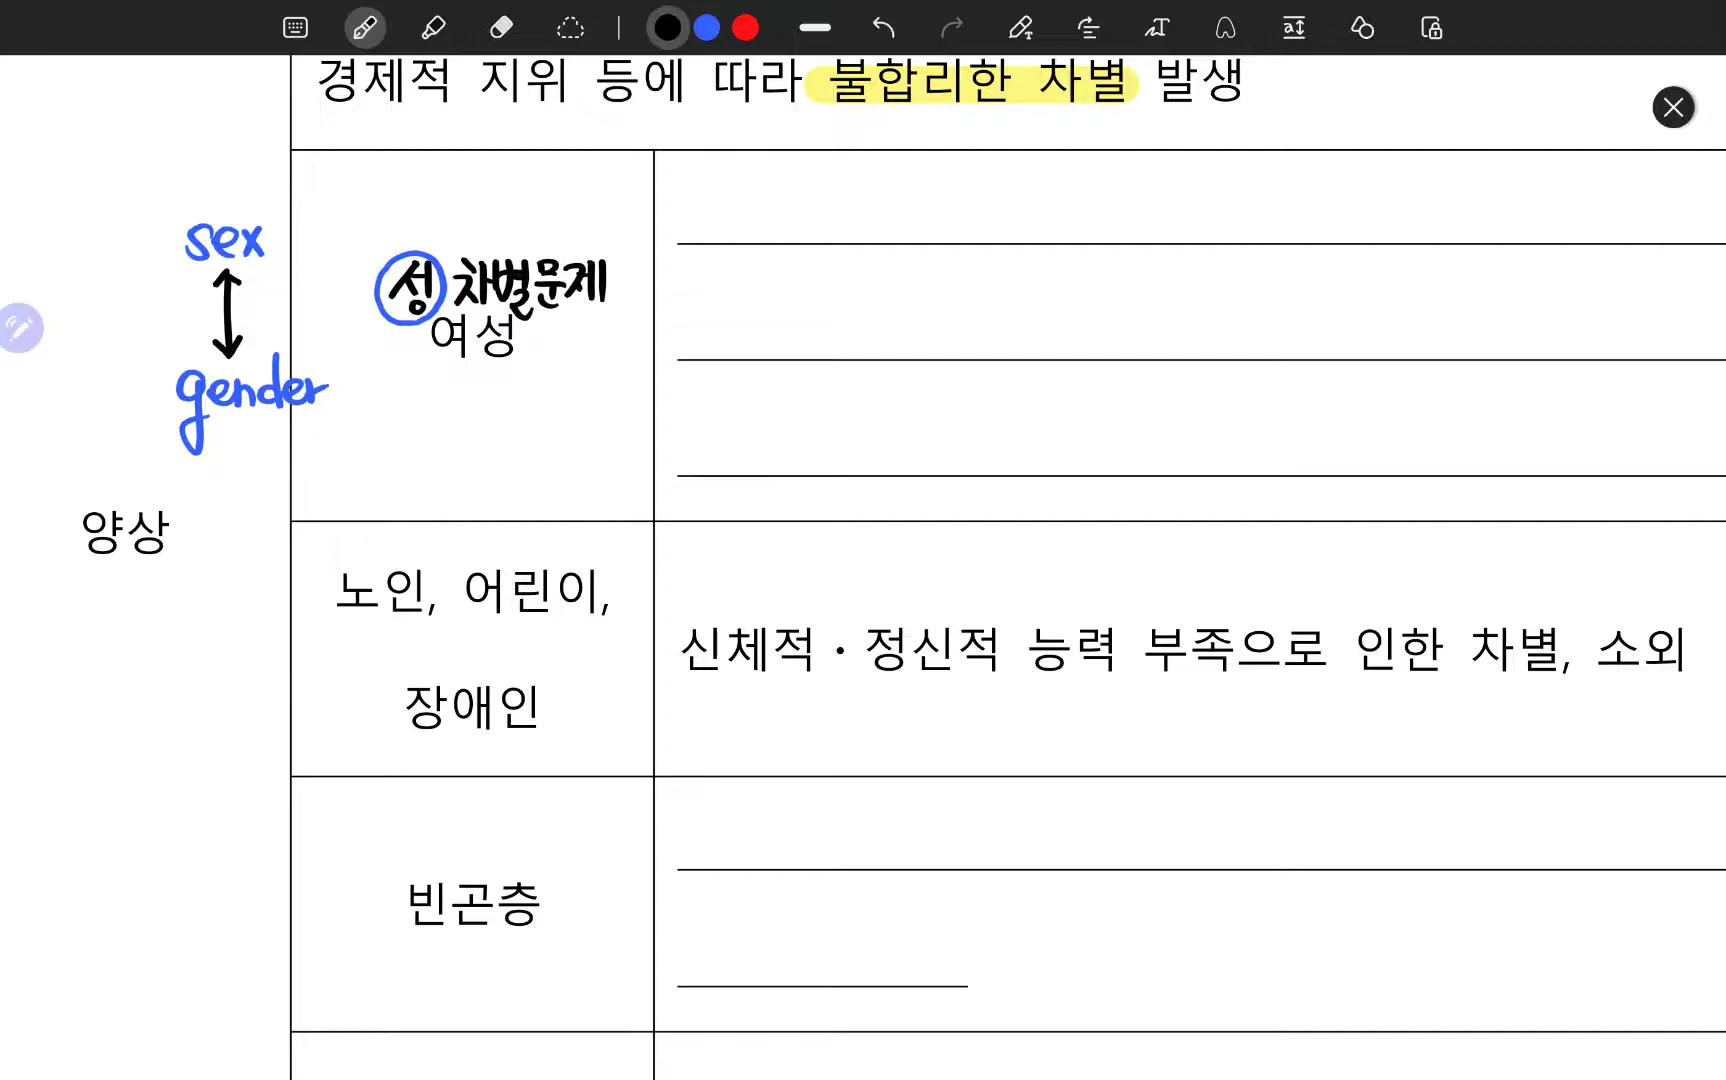 경제적 지위 등에 따라 불합리한 차별 발생
sex
gender
양상
성 차별문제
여성
노인, 어린이,
장애인
신체적·정신적 능력 부족으로 인한 차별, 소외
빈곤층